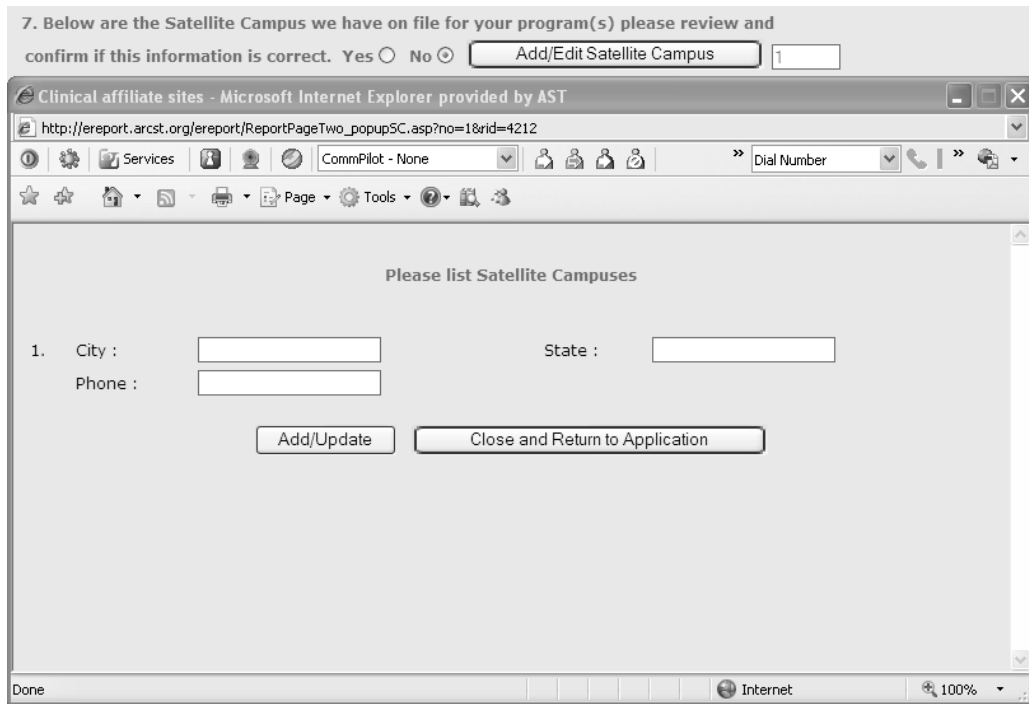 7. Below are the Satellite Campus we have on file for your program(s) please review and
confirm if this information is correct. Yes No Add/Edit Satellite Campus 1
Clinical affiliate sites - Microsoft Internet Explorer provided by AST
http://ereport.arcst.org/ereport/ReportPageTwo_popupSC.asp?no=1&rid=4212
Services CommPilot - None » Dial Number »
Page Tools
Please list Satellite Campuses
1. City : State :
Phone :
Add/Update Close and Return to Application
Done Internet 100%